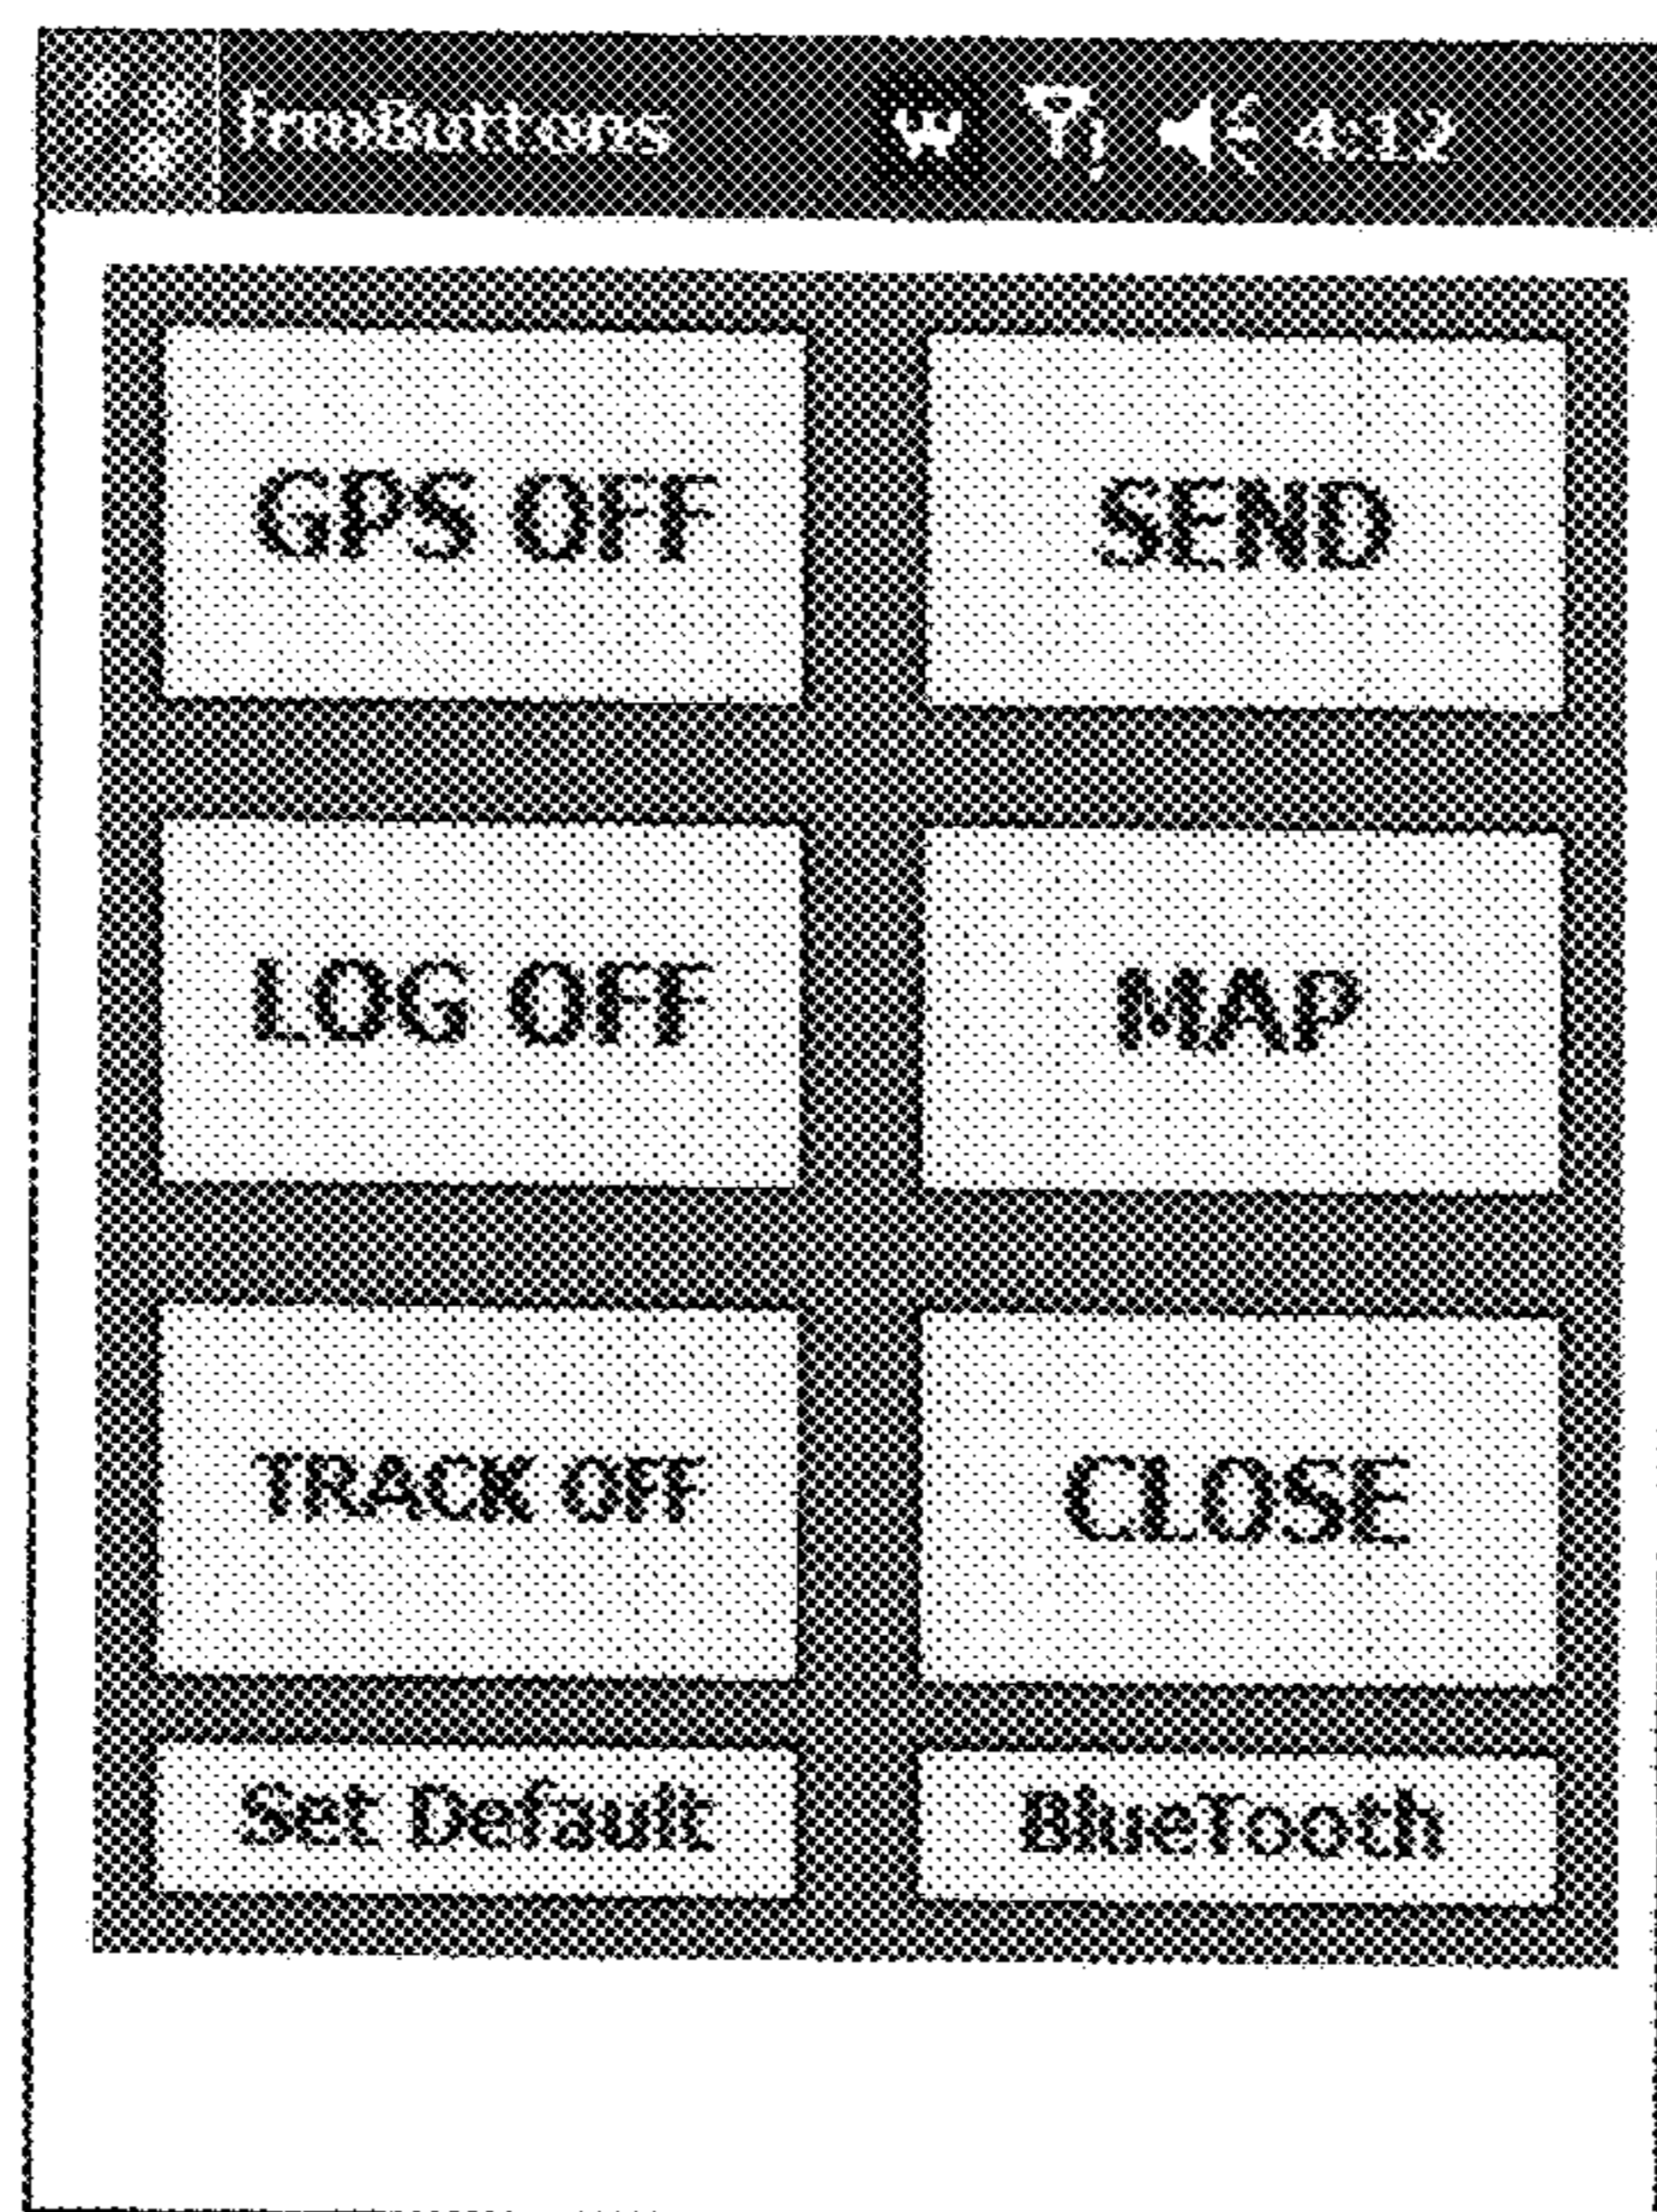 frmButtons 4:12
GPS OFF SEND
LOG OFF MAP
TRACK OFF CLOSE
Set Default BlueTooth